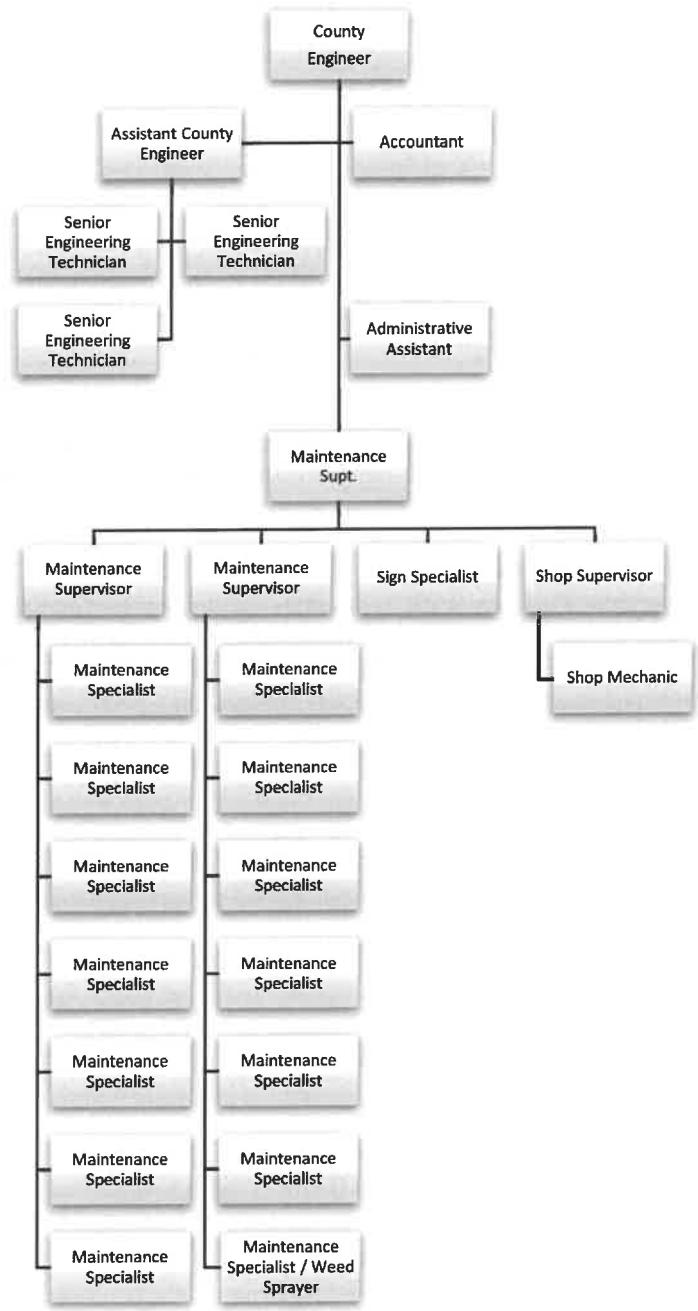 County
Engineer
Assistant County
Engineer
Accountant
Senior
Engineering
Technician
Senior
Engineering
Technician
Senior
Engineering
Technician
Administrative
Assistant
Maintenance
Supt.
Maintenance
Supervisor
Maintenance
Supervisor
Sign Specialist
Shop Supervisor
Maintenance
Specialist
Maintenance
Specialist
Shop Mechanic
Maintenance
Specialist
Maintenance
Specialist
Maintenance
Specialist
Maintenance
Specialist
Maintenance
Specialist
Maintenance
Specialist
Maintenance
Specialist
Maintenance
Specialist
Maintenance
Specialist
Maintenance
Specialist
Maintenance
Specialist
Maintenance
Specialist / Weed
Sprayer